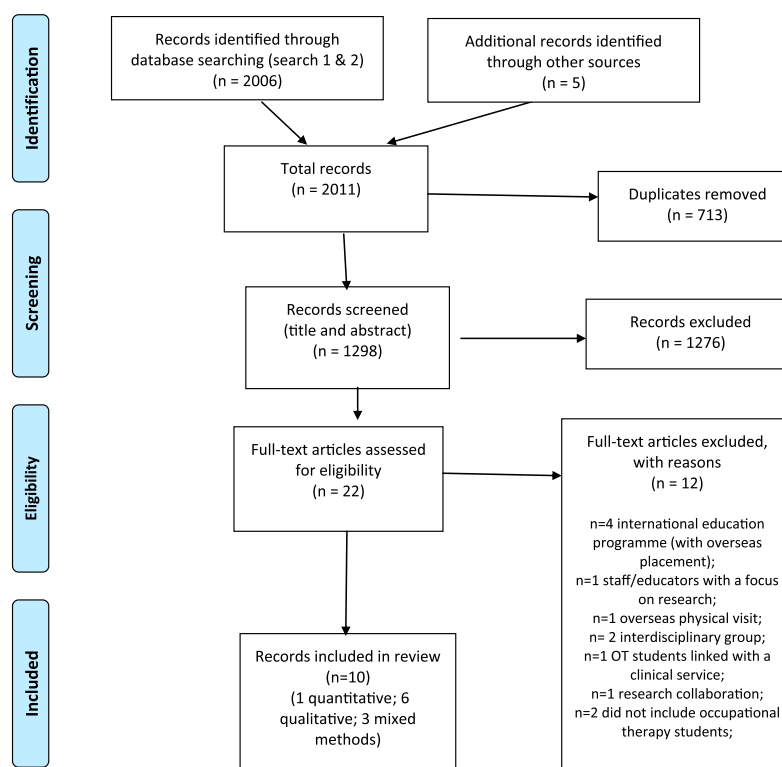 Identification
Records identified through
database searching (search 1 & 2)
(n = 2006)
Additional records identified
through other sources
(n = 5)
Total records
(n = 2011)
Duplicates removed
(n = 713)
Screening
Records screened
(title and abstract)
(n = 1298)
Records excluded
(n = 1276)
Eligibility
Full-text articles assessed
for eligibility
(n = 22)
Full-text articles excluded,
with reasons
(n = 12)
n=4 international education
programme (with overseas
placement);
n=1 staff/educators with a focus
on research;
n=1 overseas physical visit;
n= 2 interdisciplinary group;
n=1 OT students linked with a
clinical service;
n=1 research collaboration;
n=2 did not include occupational
therapy students;
Included
Records included in review
(n=10)
(1 quantitative; 6
qualitative; 3 mixed
methods)